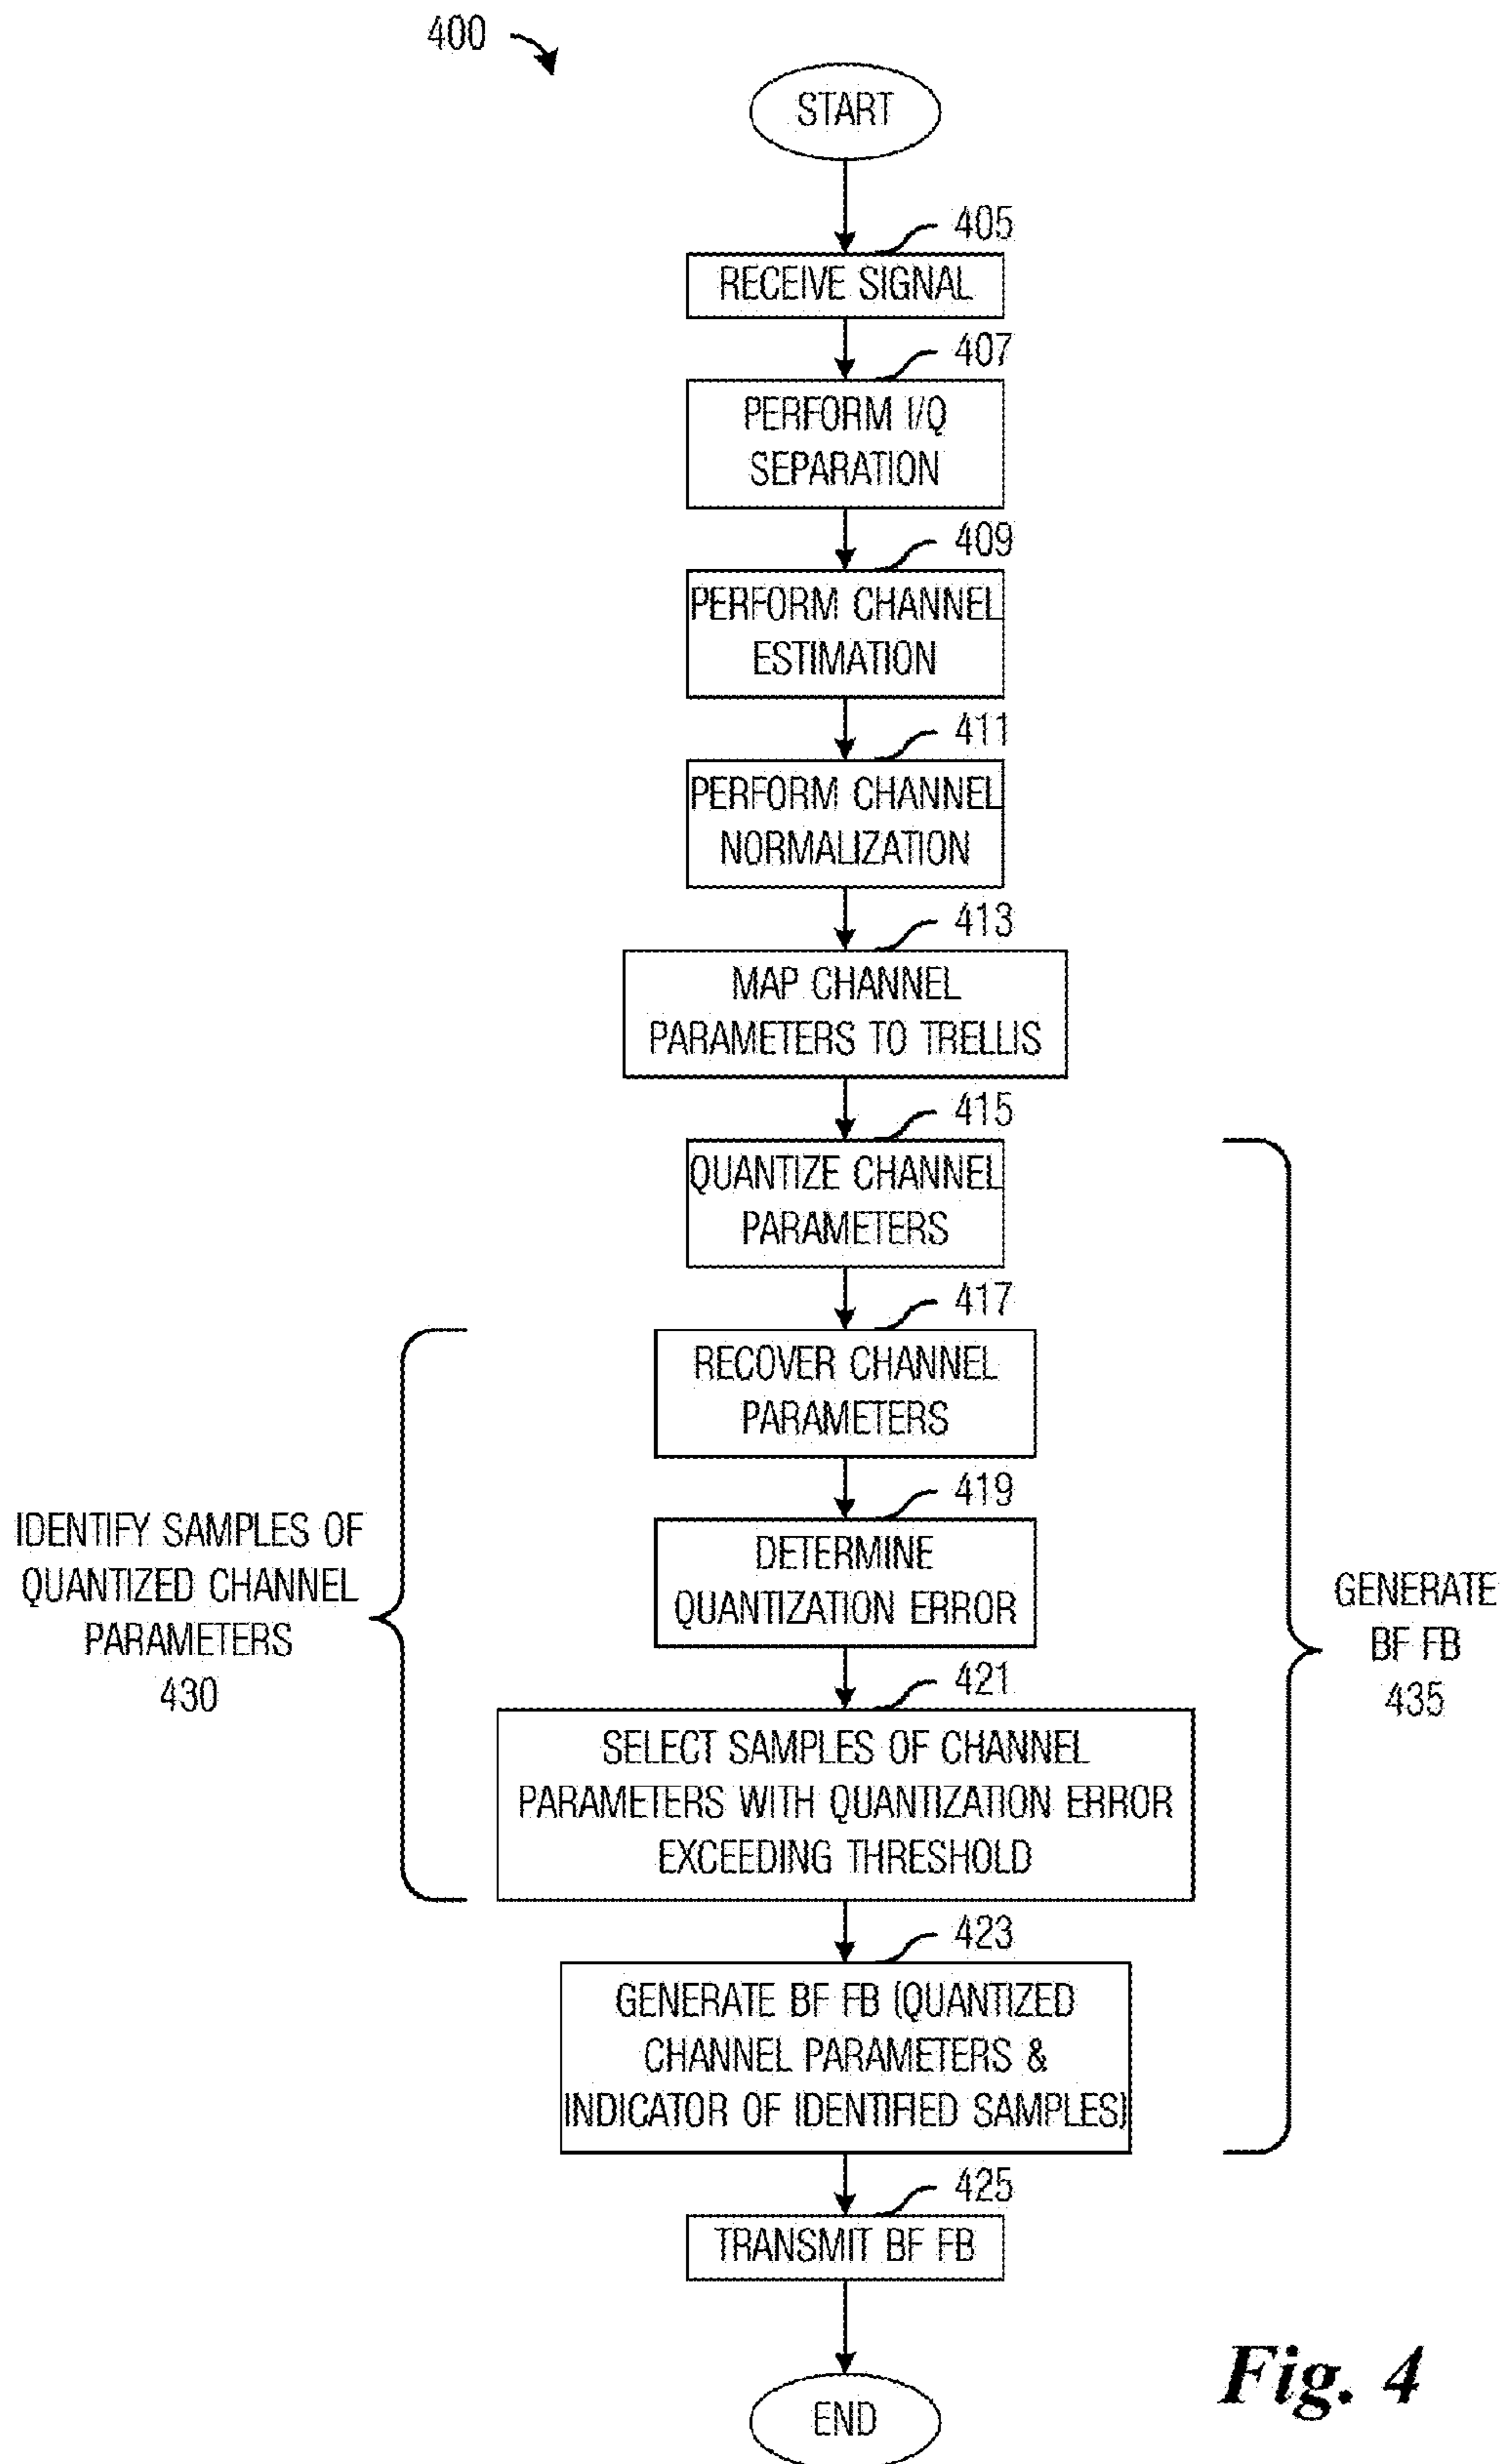 400
START
405
RECEIVE SIGNAL
407
PERFORM I/Q
SEPARATION
409
PERFORM CHANNEL
ESTIMATION
411
PERFORM CHANNEL
NORMALIZATION
413
MAP CHANNEL
PARAMETERS TO TRELLIS
415
QUANTIZE CHANNEL
PARAMETERS
417
RECOVER CHANNEL
PARAMETERS
419
DETERMINE
QUANTIZATION ERROR
421
SELECT SAMPLES OF CHANNEL
PARAMETERS WITH QUANTIZATION ERROR
EXCEEDING THRESHOLD
IDENTIFY SAMPLES OF
QUANTIZED CHANNEL
PARAMETERS
430
GENERATE
BF FB
435
423
GENERATE BF FB (QUANTIZED
CHANNEL PARAMETERS &
INDICATOR OF IDENTIFIED SAMPLES)
425
TRANSMIT BF FB
END
Fig. 4